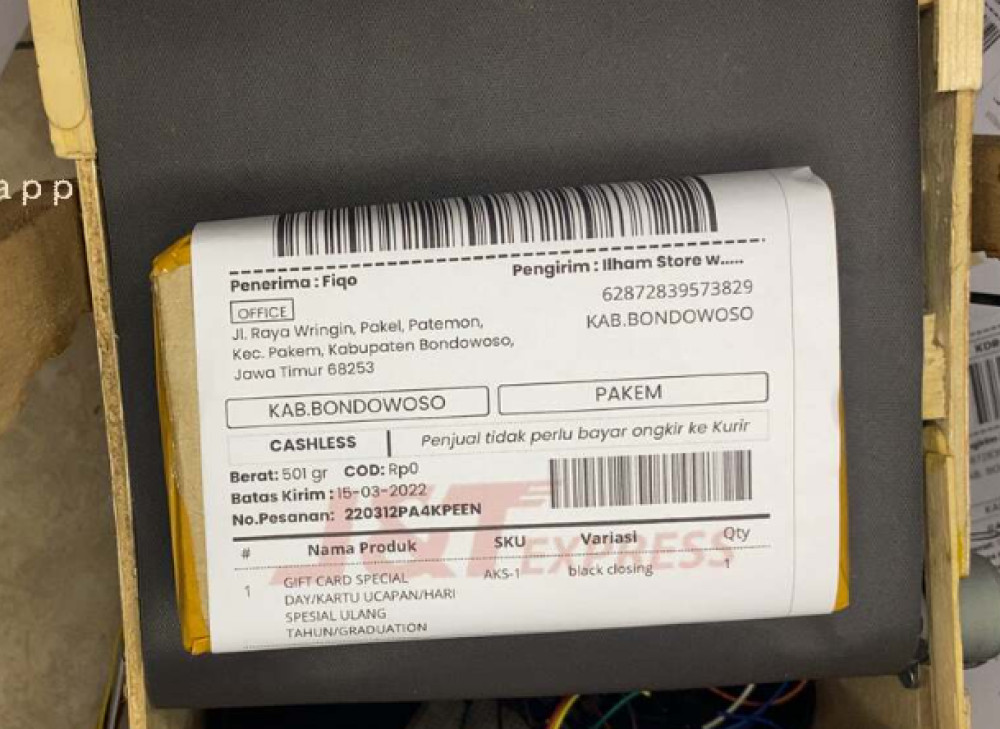 app
Penerima : Fiqo
Pengirim : Ilham Store w.....
OFFICE
62872839573829
Jl. Raya Wringin, Pakel, Patemon,
KAB.BONDOWOSO
Kec. Pakem, Kabupaten Bondowoso,
Jawa Timur 68253
KAB.BONDOWOSO PAKEM
CASHLESS Penjual tidak perlu bayar ongkir ke Kurir
Berat: 501 gr COD: Rp0
Batas Kirim : 15-03-2022
No.Pesanan: 220312PA4KPEEN
J&T EXPRESS
# Nama Produk SKU Variasi Qty
1 GIFT CARD SPECIAL AKS-1 black closing 1
DAY/KARTU UCAPAN/HARI
SPESIAL ULANG
TAHUN/GRADUATION